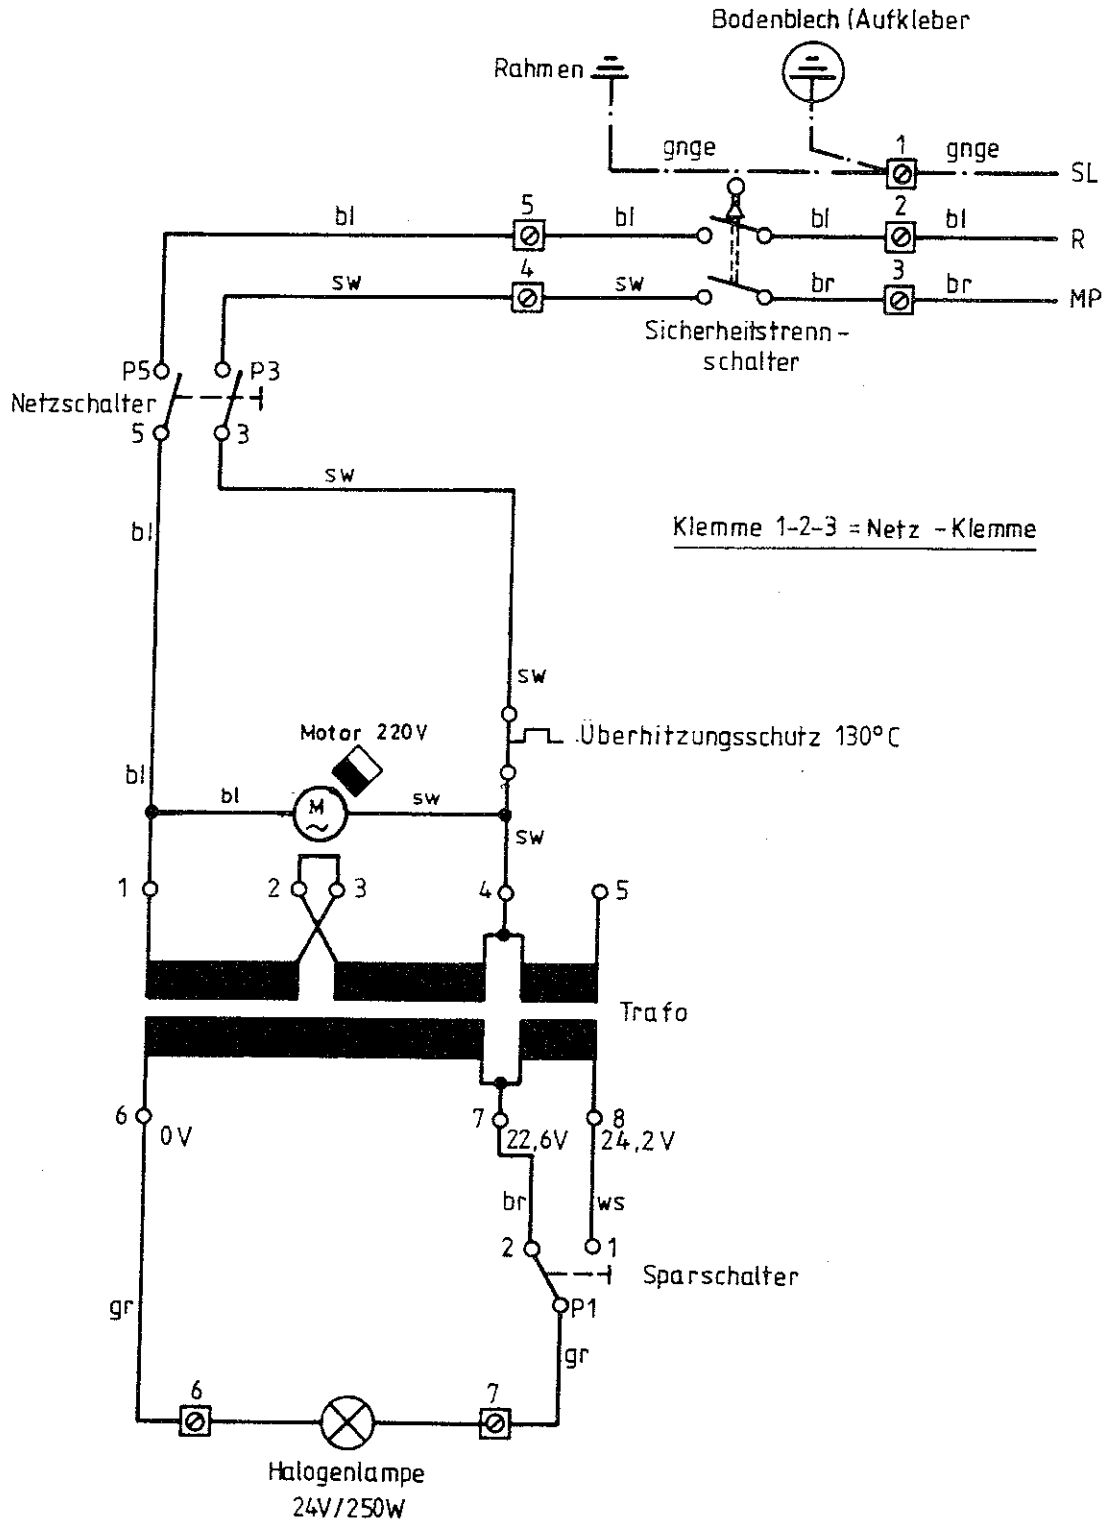 Bodenblech (Aufkleber
Rahmen
gnge
1
gnge
SL
bl
5
bl
bl
2
bl
R
sw
4
sw
br
3
br
MP
Sicherheitstrenn-
schalter
P5
P3
Netzschalter
5
3
sw
bl
Klemme 1-2-3 = Netz - Klemme
sw
Motor 220V
Überhitzungsschutz 130°C
bl
bl
M
sw
sw
1
2
3
4
5
Trafo
6
0V
7
22,6V
8
24,2V
br
ws
2
1
Sparschalter
gr
P1
gr
6
7
Halogenlampe
24V/250W